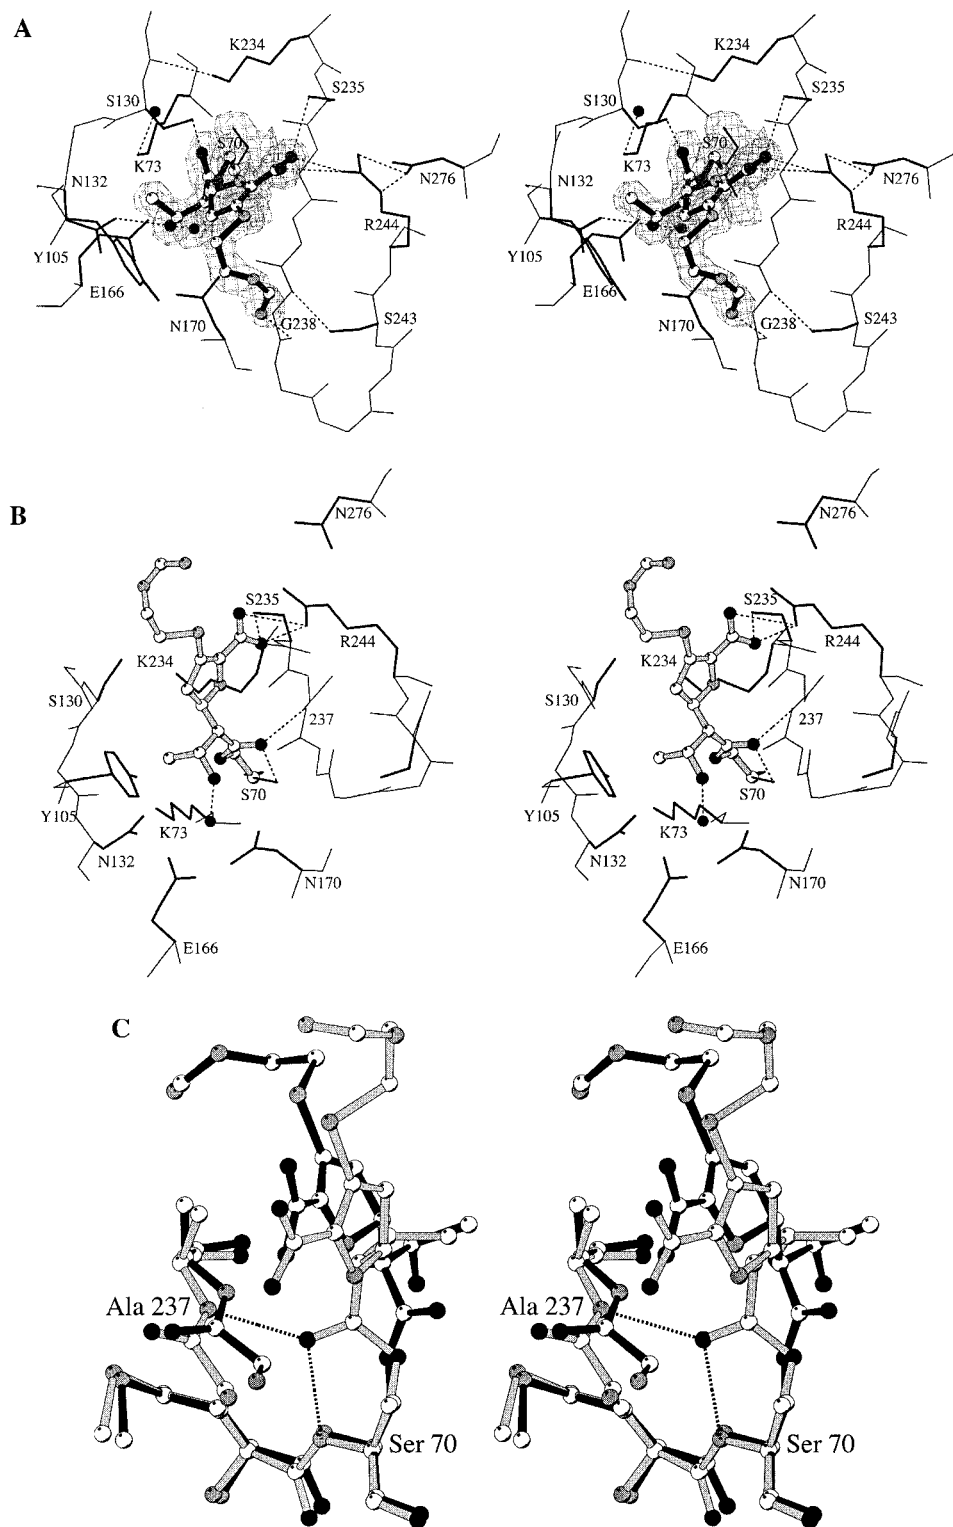 A
K234
K234
S235
S235
S130
S130
S70
S70
K73
K73
N276
N276
N132
N132
R244
R244
Y105
Y105
E166
E166
N170
N170
G238
G238
S243
S243
B
N276
N276
S235
S235
R244
R244
K234
K234
S130
S130
237
237
S70
S70
Y105
Y105
K73
K73
N132
N132
N170
N170
E166
E166
C
Ala 237
Ala 237
Ser 70
Ser 70